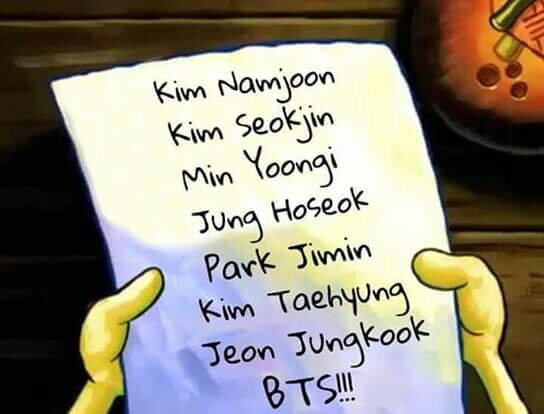 Kim Namjoon
Kim Seokjin
Min Yoongi
Jung Hoseok
Park Jimin
Kim Taehyung
Jeon Jungkook
BTS!!!